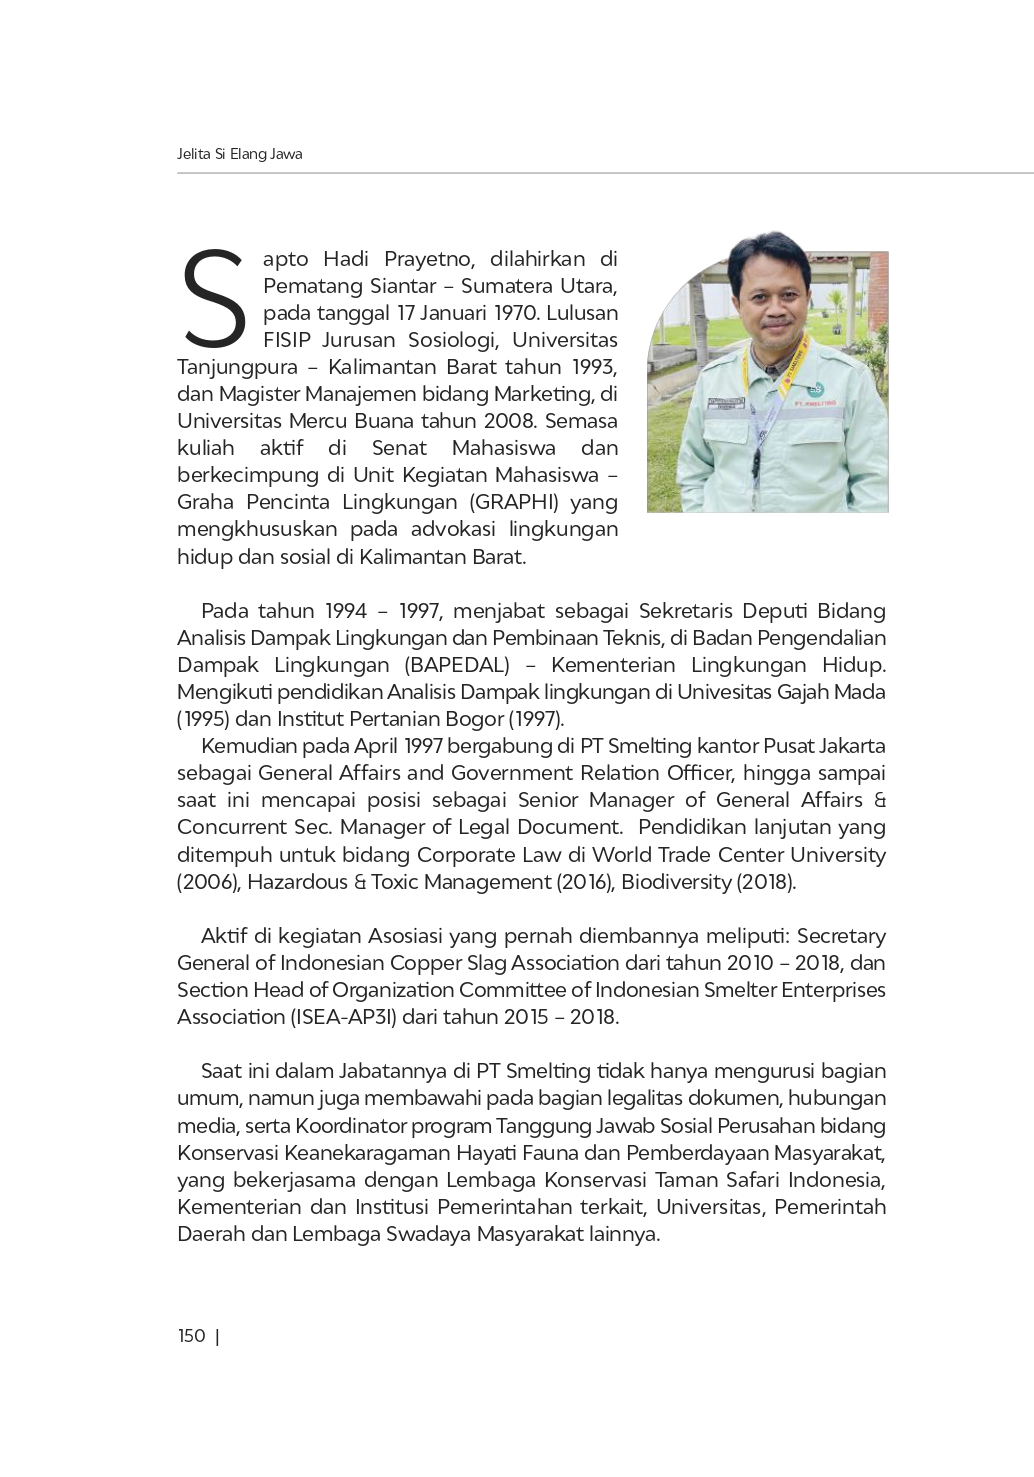 Jelita Si Elang Jawa
Sapto Hadi Prayetno, dilahirkan di
Pematang Siantar – Sumatera Utara,
pada tanggal 17 Januari 1970. Lulusan
FISIP Jurusan Sosiologi, Universitas
Tanjungpura – Kalimantan Barat tahun 1993,
dan Magister Manajemen bidang Marketing, di
Universitas Mercu Buana tahun 2008. Semasa
kuliah aktif di Senat Mahasiswa dan
berkecimpung di Unit Kegiatan Mahasiswa –
Graha Pencinta Lingkungan (GRAPHI) yang
mengkhususkan pada advokasi lingkungan
hidup dan sosial di Kalimantan Barat.
PT. SMELTING
Pada tahun 1994 – 1997, menjabat sebagai Sekretaris Deputi Bidang
Analisis Dampak Lingkungan dan Pembinaan Teknis, di Badan Pengendalian
Dampak Lingkungan (BAPEDAL) – Kementerian Lingkungan Hidup.
Mengikuti pendidikan Analisis Dampak lingkungan di Univesitas Gajah Mada
(1995) dan Institut Pertanian Bogor (1997).
Kemudian pada April 1997 bergabung di PT Smelting kantor Pusat Jakarta
sebagai General Affairs and Government Relation Officer, hingga sampai
saat ini mencapai posisi sebagai Senior Manager of General Affairs &
Concurrent Sec. Manager of Legal Document.  Pendidikan lanjutan yang
ditempuh untuk bidang Corporate Law di World Trade Center University
(2006), Hazardous & Toxic Management (2016), Biodiversity (2018).
Aktif di kegiatan Asosiasi yang pernah diembannya meliputi: Secretary
General of Indonesian Copper Slag Association dari tahun 2010 – 2018, dan
Section Head of Organization Committee of Indonesian Smelter Enterprises
Association (ISEA-AP3I) dari tahun 2015 – 2018.
Saat ini dalam Jabatannya di PT Smelting tidak hanya mengurusi bagian
umum, namun juga membawahi pada bagian legalitas dokumen, hubungan
media, serta Koordinator program Tanggung Jawab Sosial Perusahan bidang
Konservasi Keanekaragaman Hayati Fauna dan Pemberdayaan Masyarakat,
yang bekerjasama dengan Lembaga Konservasi Taman Safari Indonesia,
Kementerian dan Institusi Pemerintahan terkait, Universitas, Pemerintah
Daerah dan Lembaga Swadaya Masyarakat lainnya.
150 |